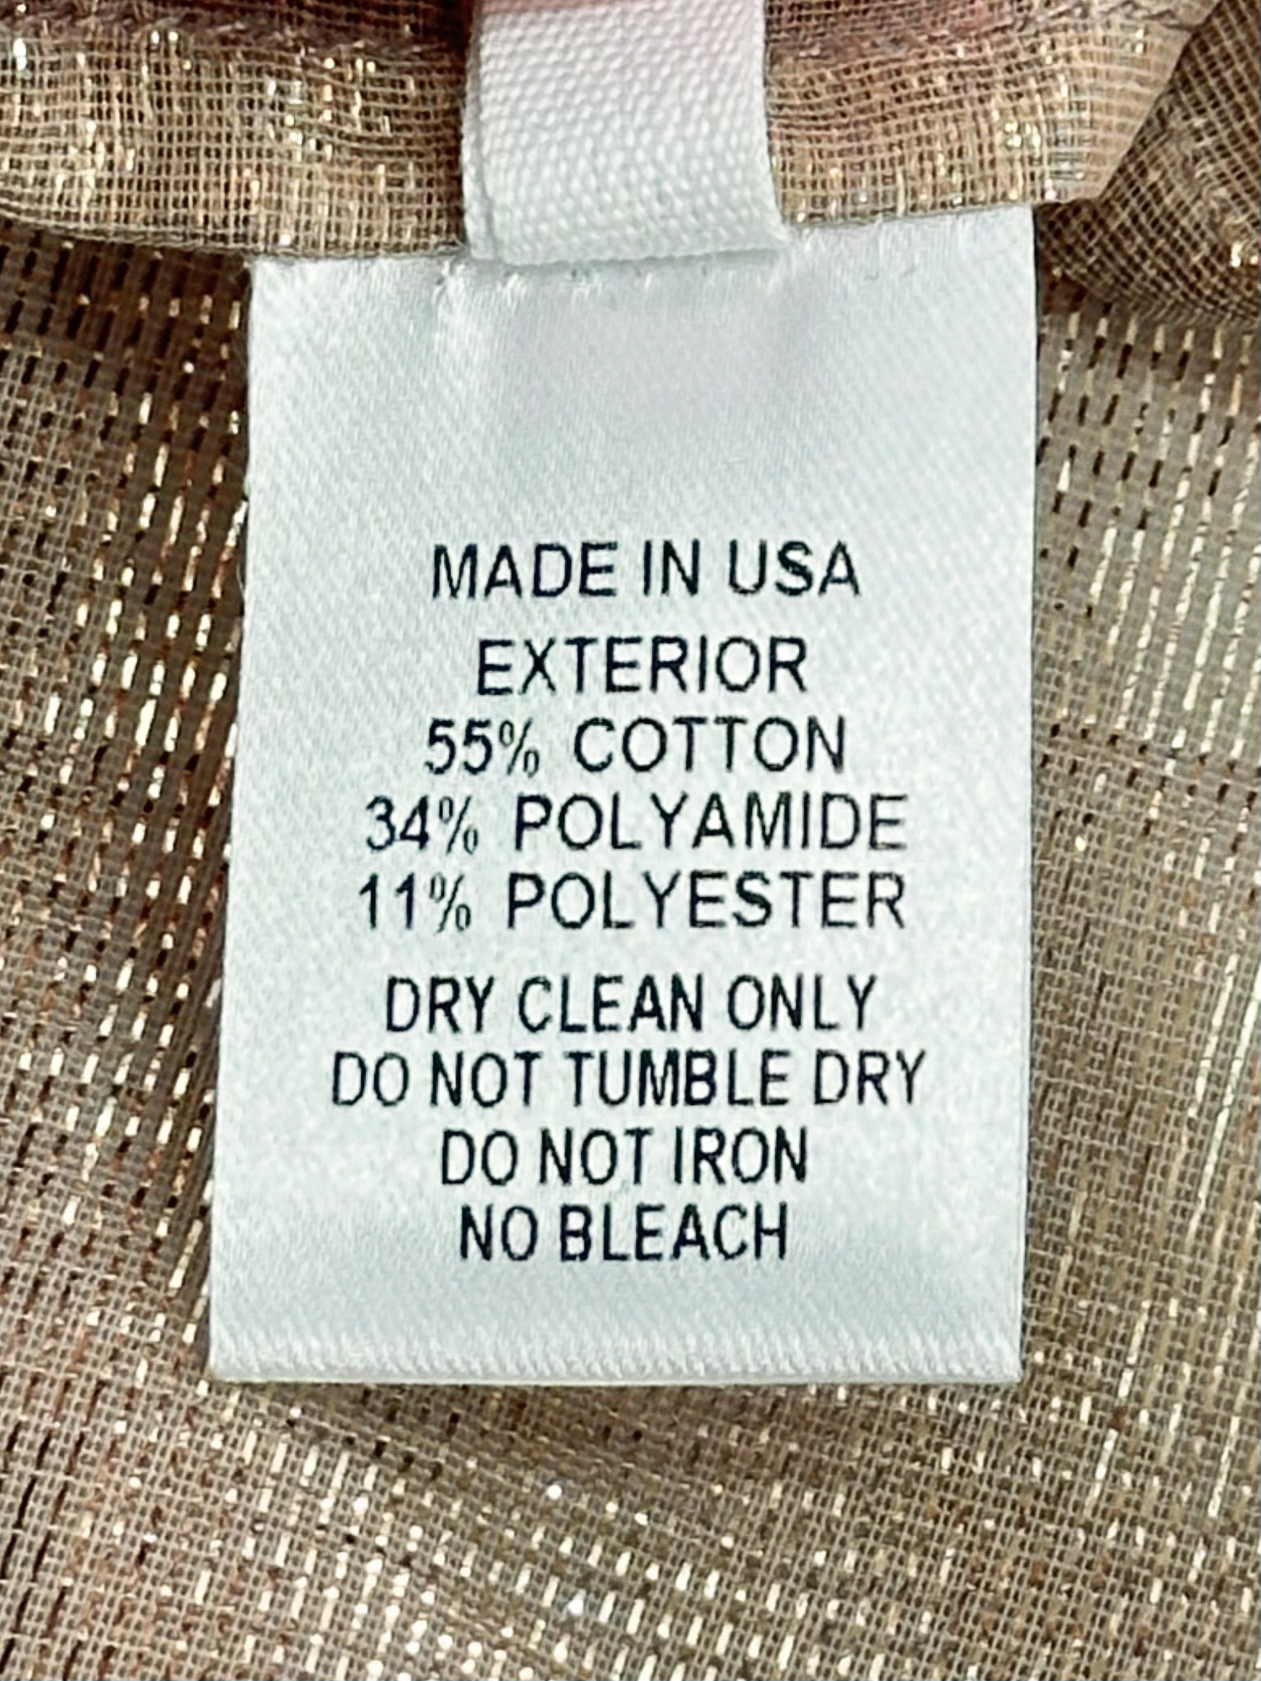 MADE IN USA
EXTERIOR
55% COTTON
34% POLYAMIDE
11% POLYESTER
DRY CLEAN ONLY
DO NOT TUMBLE DRY
DO NOT IRON
NO BLEACH